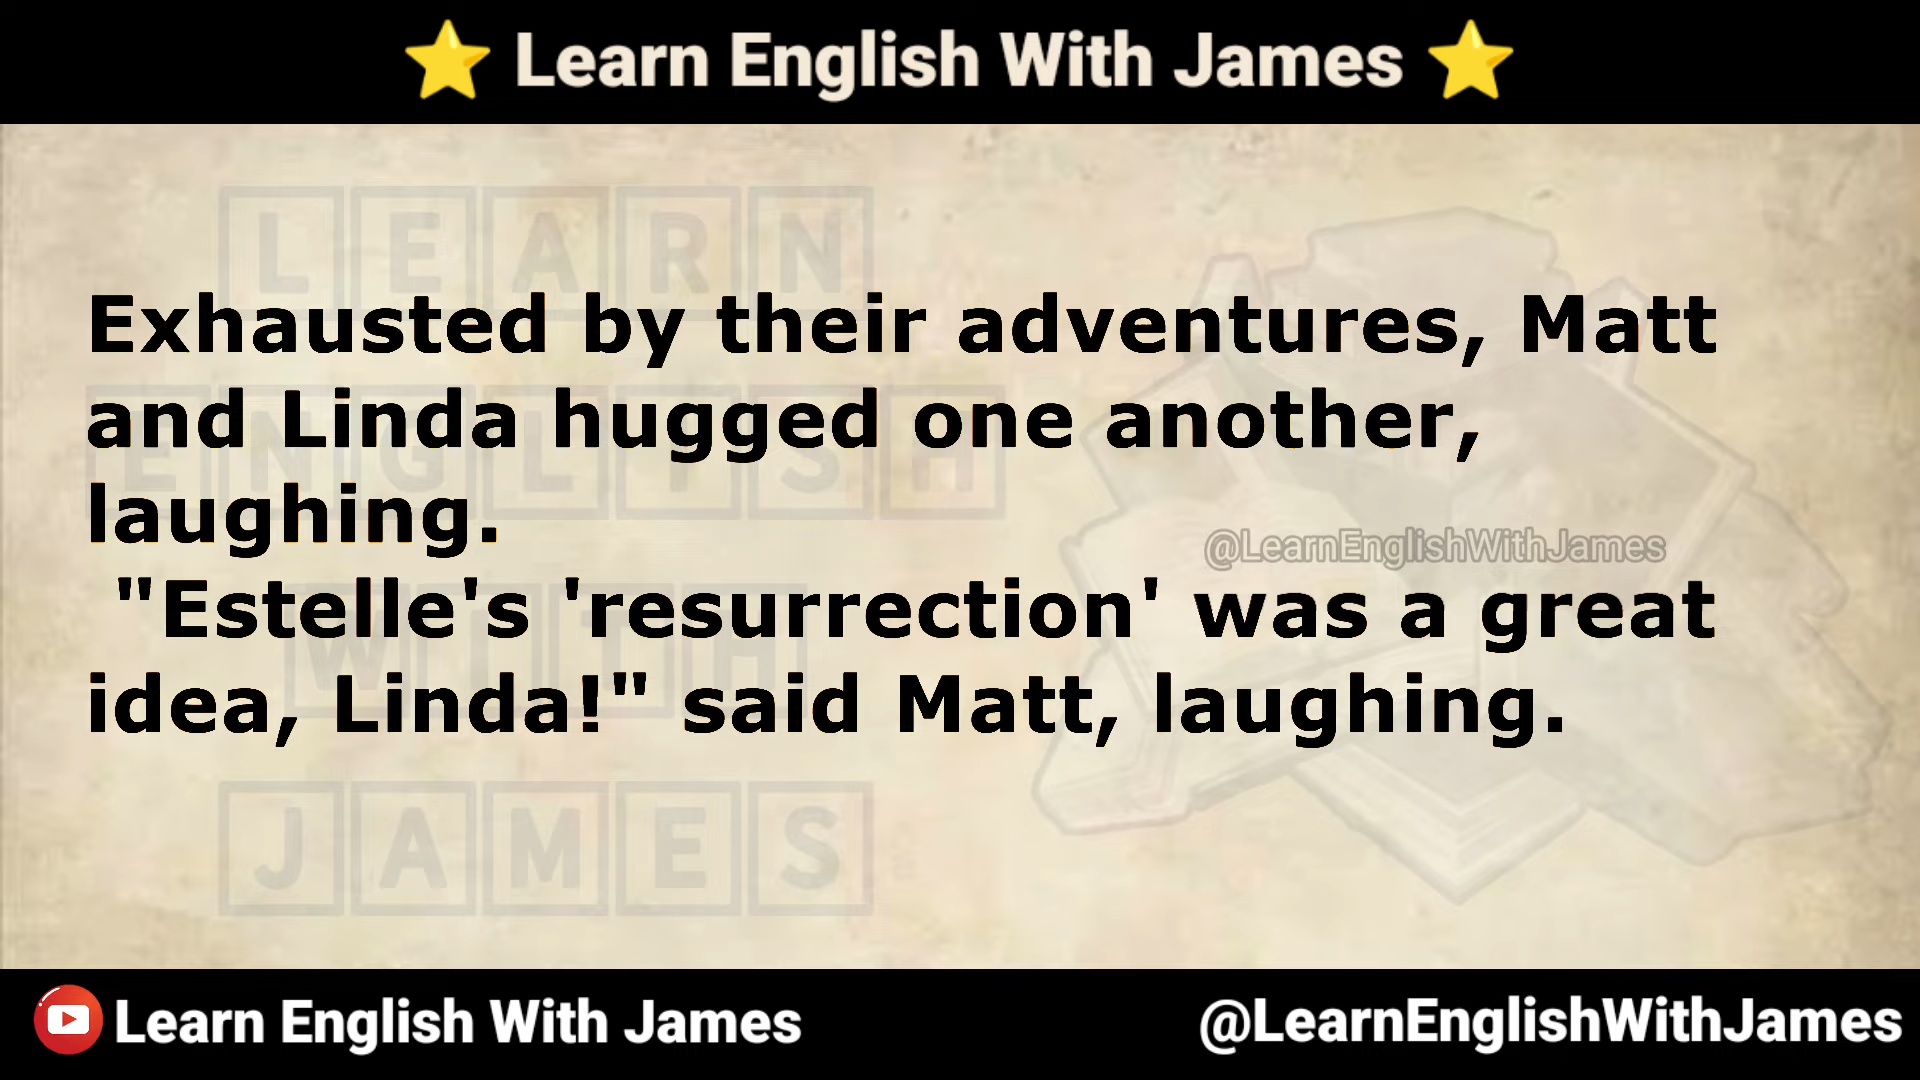 ⭐ Learn English With James ⭐
LEARN
Exhausted by their adventures, Matt
and Linda hugged one another,
ENGLISH
laughing.
@LearnEnglishWithJames
"Estelle's 'resurrection' was a great
WITH
idea, Linda!" said Matt, laughing.
JAMES
Learn English With James
@LearnEnglishWithJames